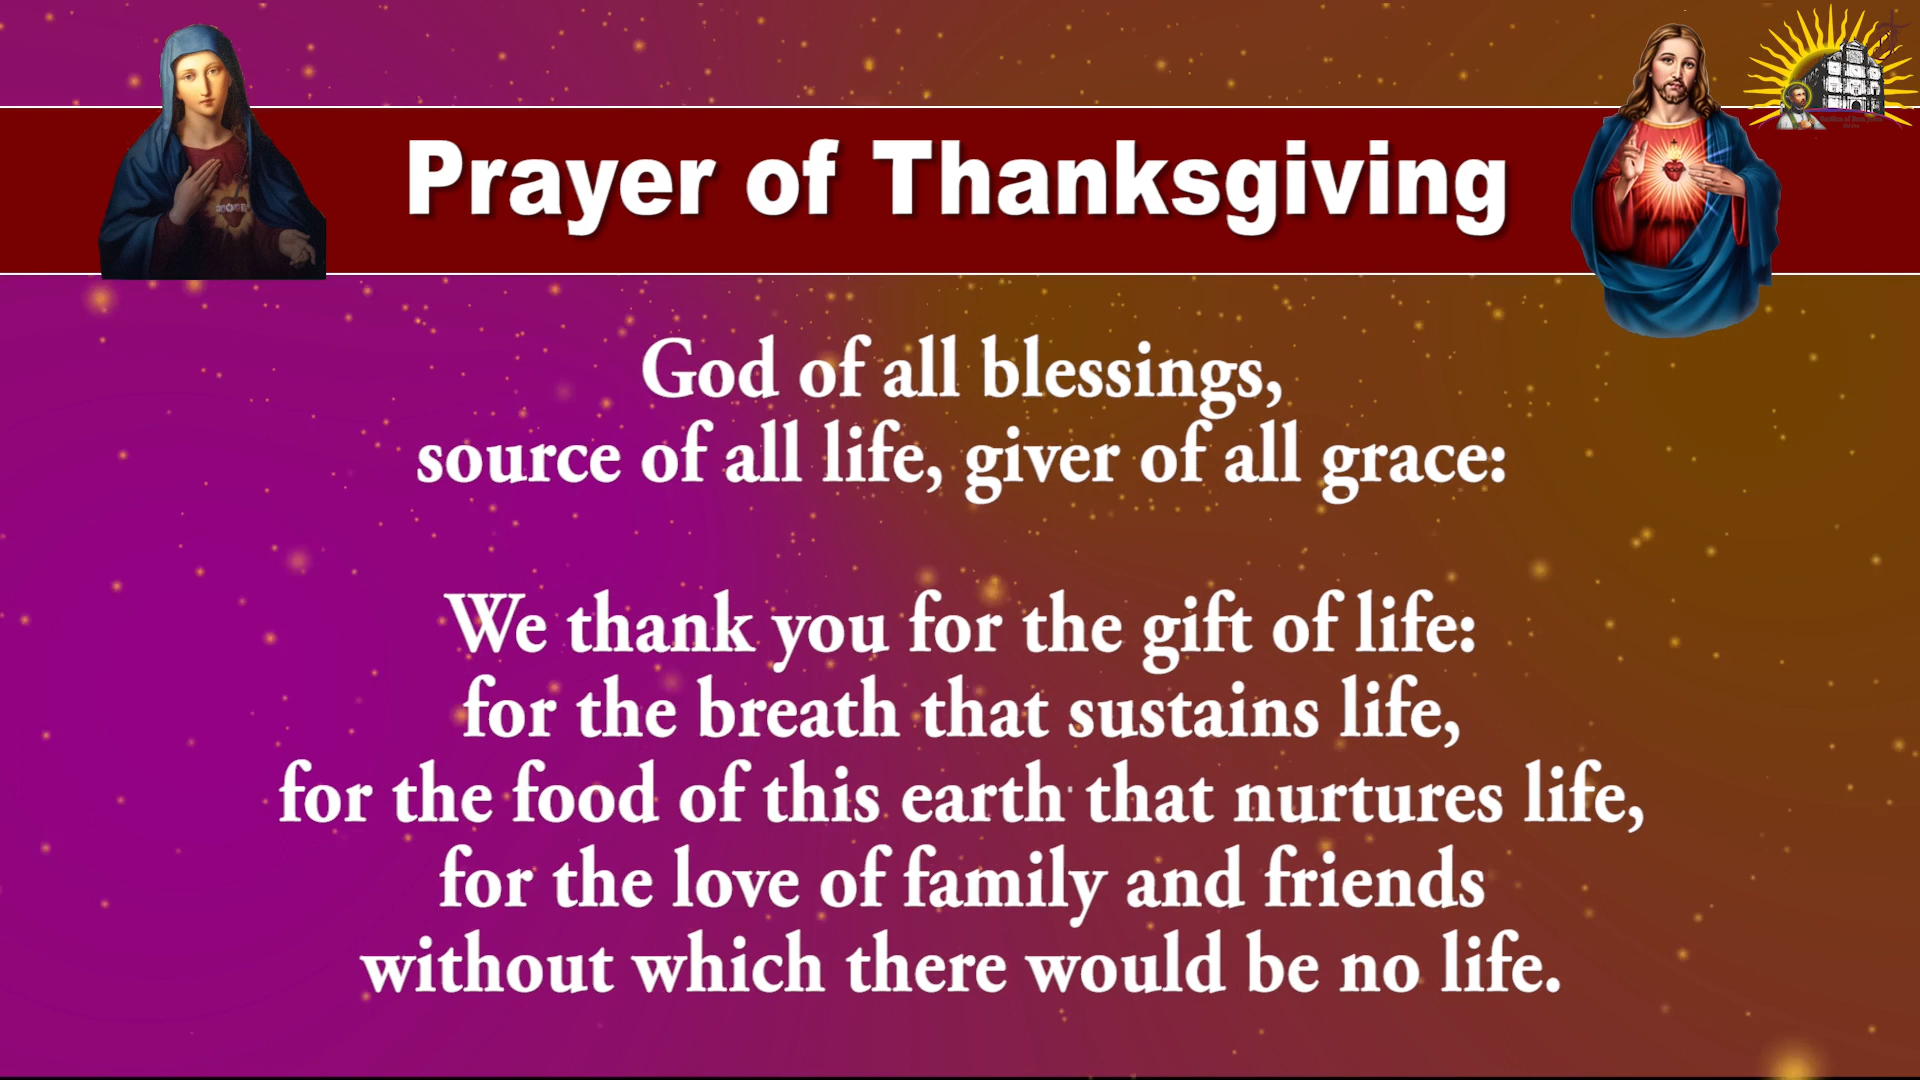 Prayer of Thanksgiving
God of all blessings,
source of all life, giver of all grace:
We thank you for the gift of life:
for the breath that sustains life,
for the food of this earth that nurtures life,
for the love of family and friends
without which there would be no life.